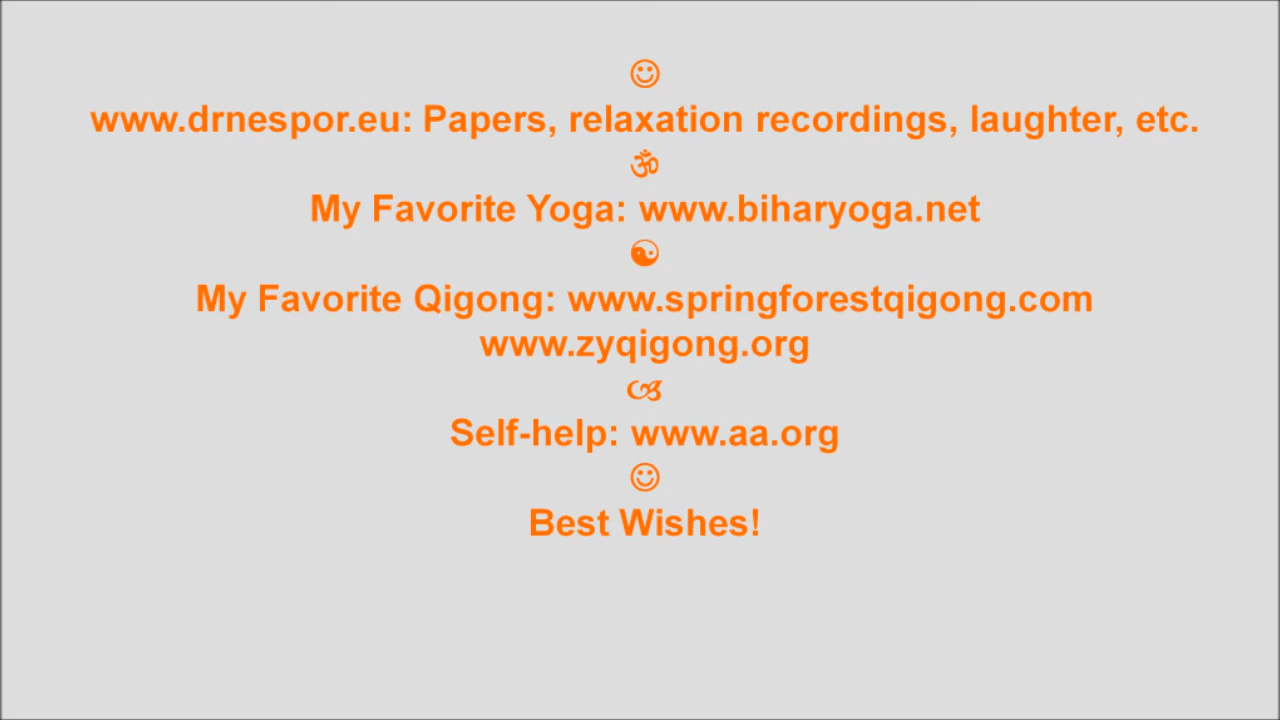 ☺
www.drnespor.eu: Papers, relaxation recordings, laughter, etc.
ॐ
My Favorite Yoga: www.biharyoga.net
☯
My Favorite Qigong: www.springforestqigong.com
www.zyqigong.org
🙢
Self-help: www.aa.org
☺
Best Wishes!